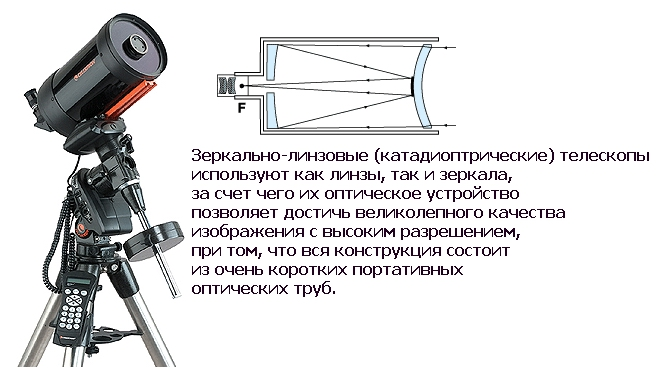 F
Зеркально-линзовые (катадиоптрические) телескопы
используют как линзы, так и зеркала,
за счет чего их оптическое устройство
позволяет достичь великолепного качества
изображения с высоким разрешением,
при том, что вся конструкция состоит
из очень коротких портативных
оптических труб.